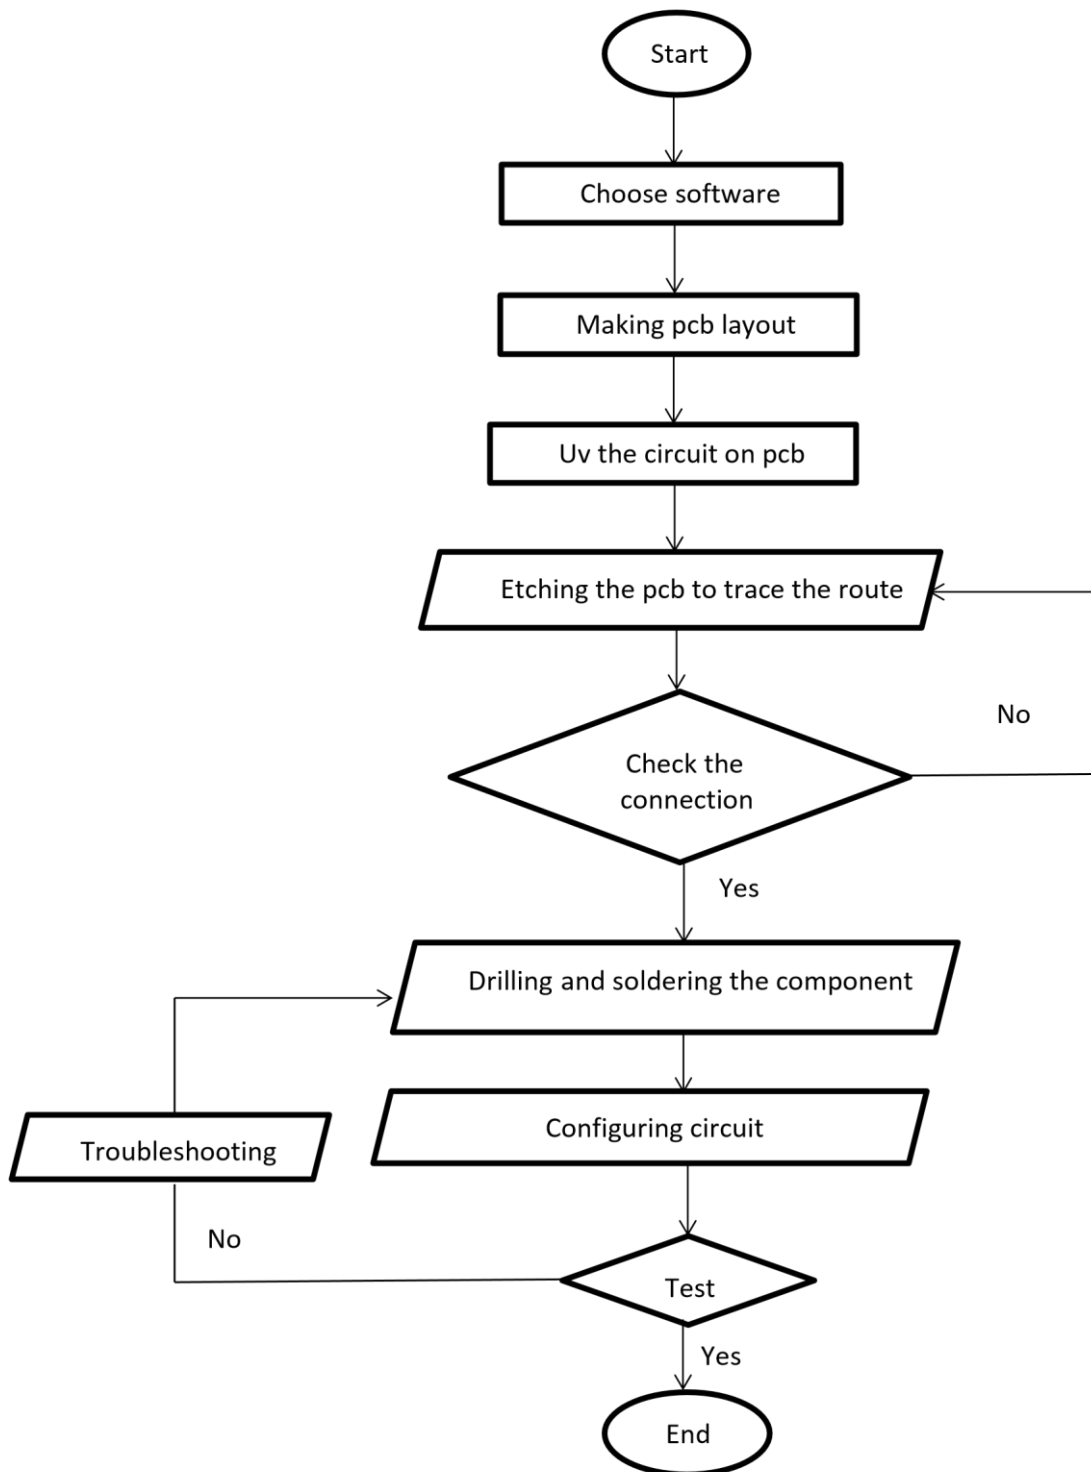 Start
Choose software
Making pcb layout
Uv the circuit on pcb
Etching the pcb to trace the route
No
Check the
connection
Yes
Drilling and soldering the component
Configuring circuit
Troubleshooting
No
Test
Yes
End